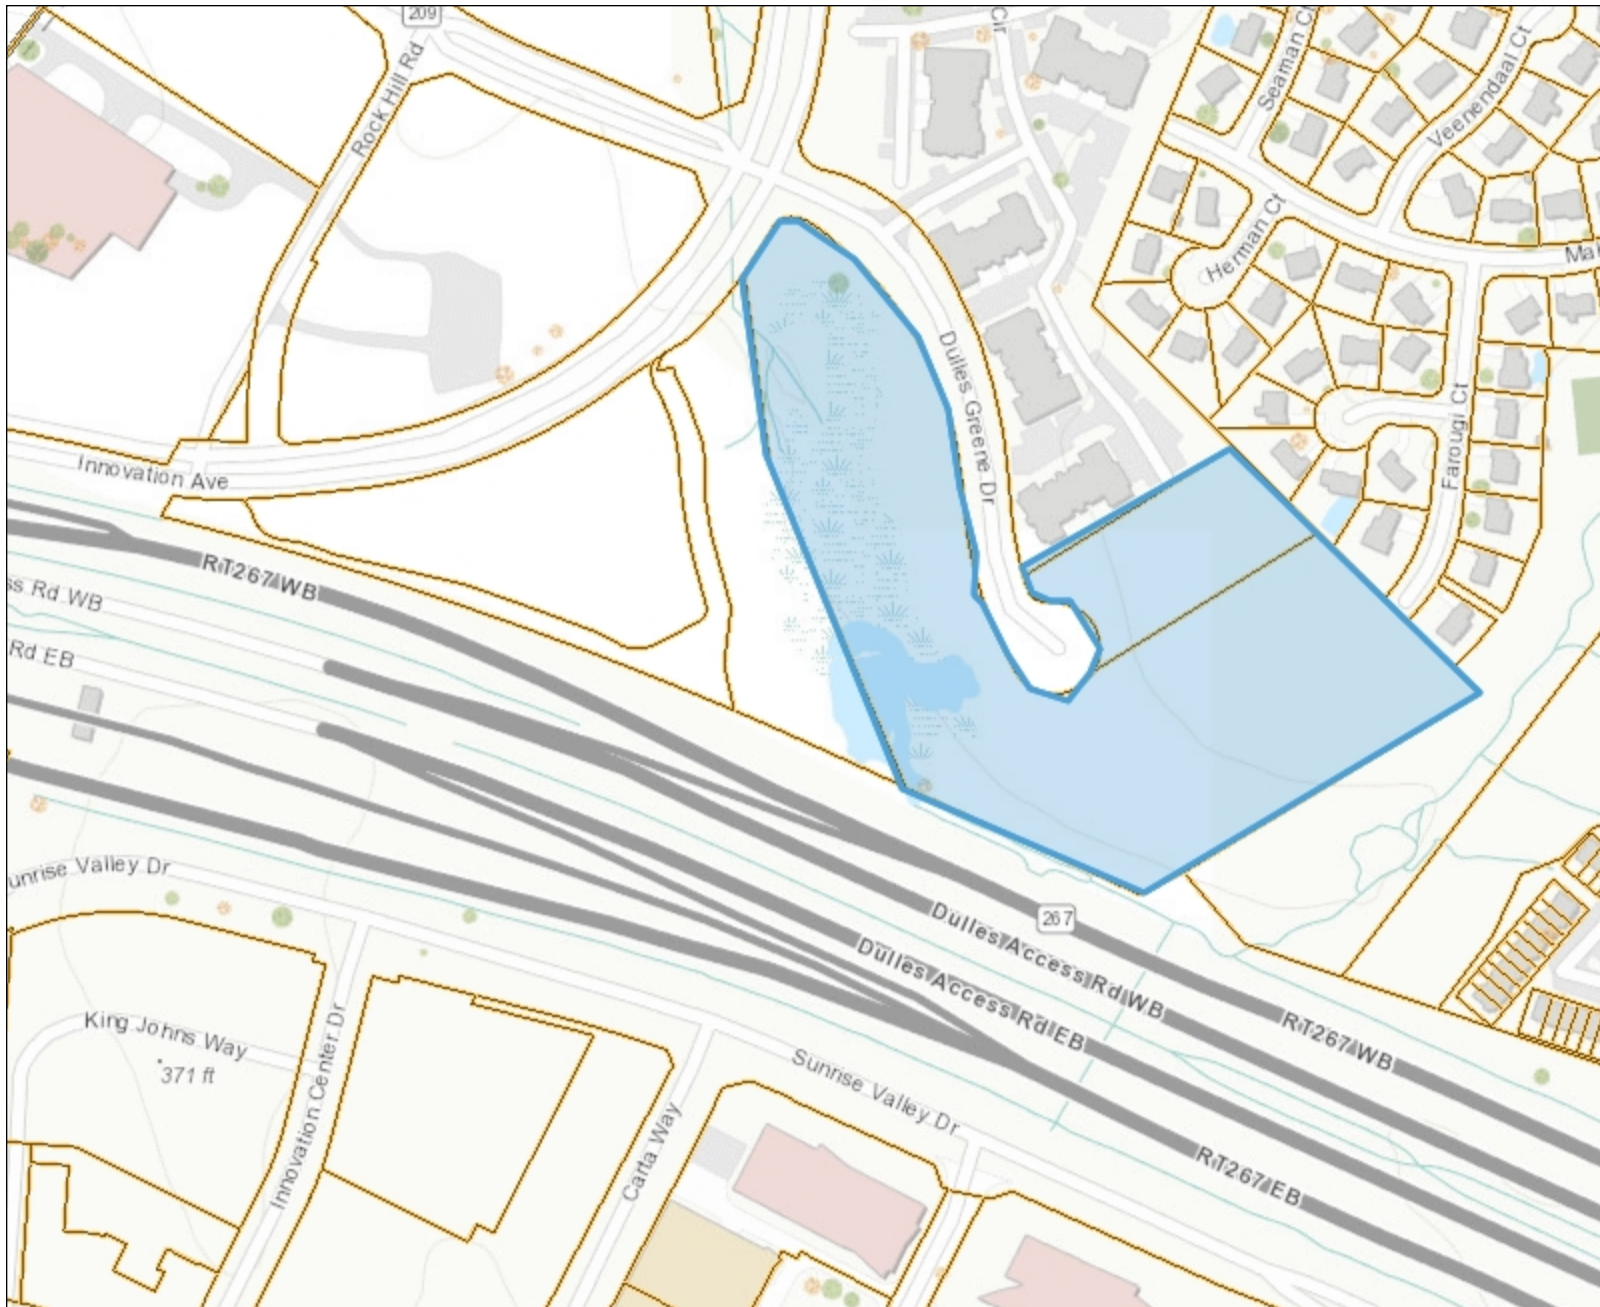 209
Cir
Rock Hill Rd
Seaman Ct
Veenendaal Ct
Herman Ct
Dulles Greene Dr
Farougi Ct
Innovation Ave
RT267 WB
ss Rd WB
Rd EB
unrise Valley Dr
267
Dulles Access Rd WB
Dulles Access Rd EB
RT267 WB
King Johns Way
371 ft
Innovation Center Dr
Sunrise Valley Dr
Carta Way
RT267 EB